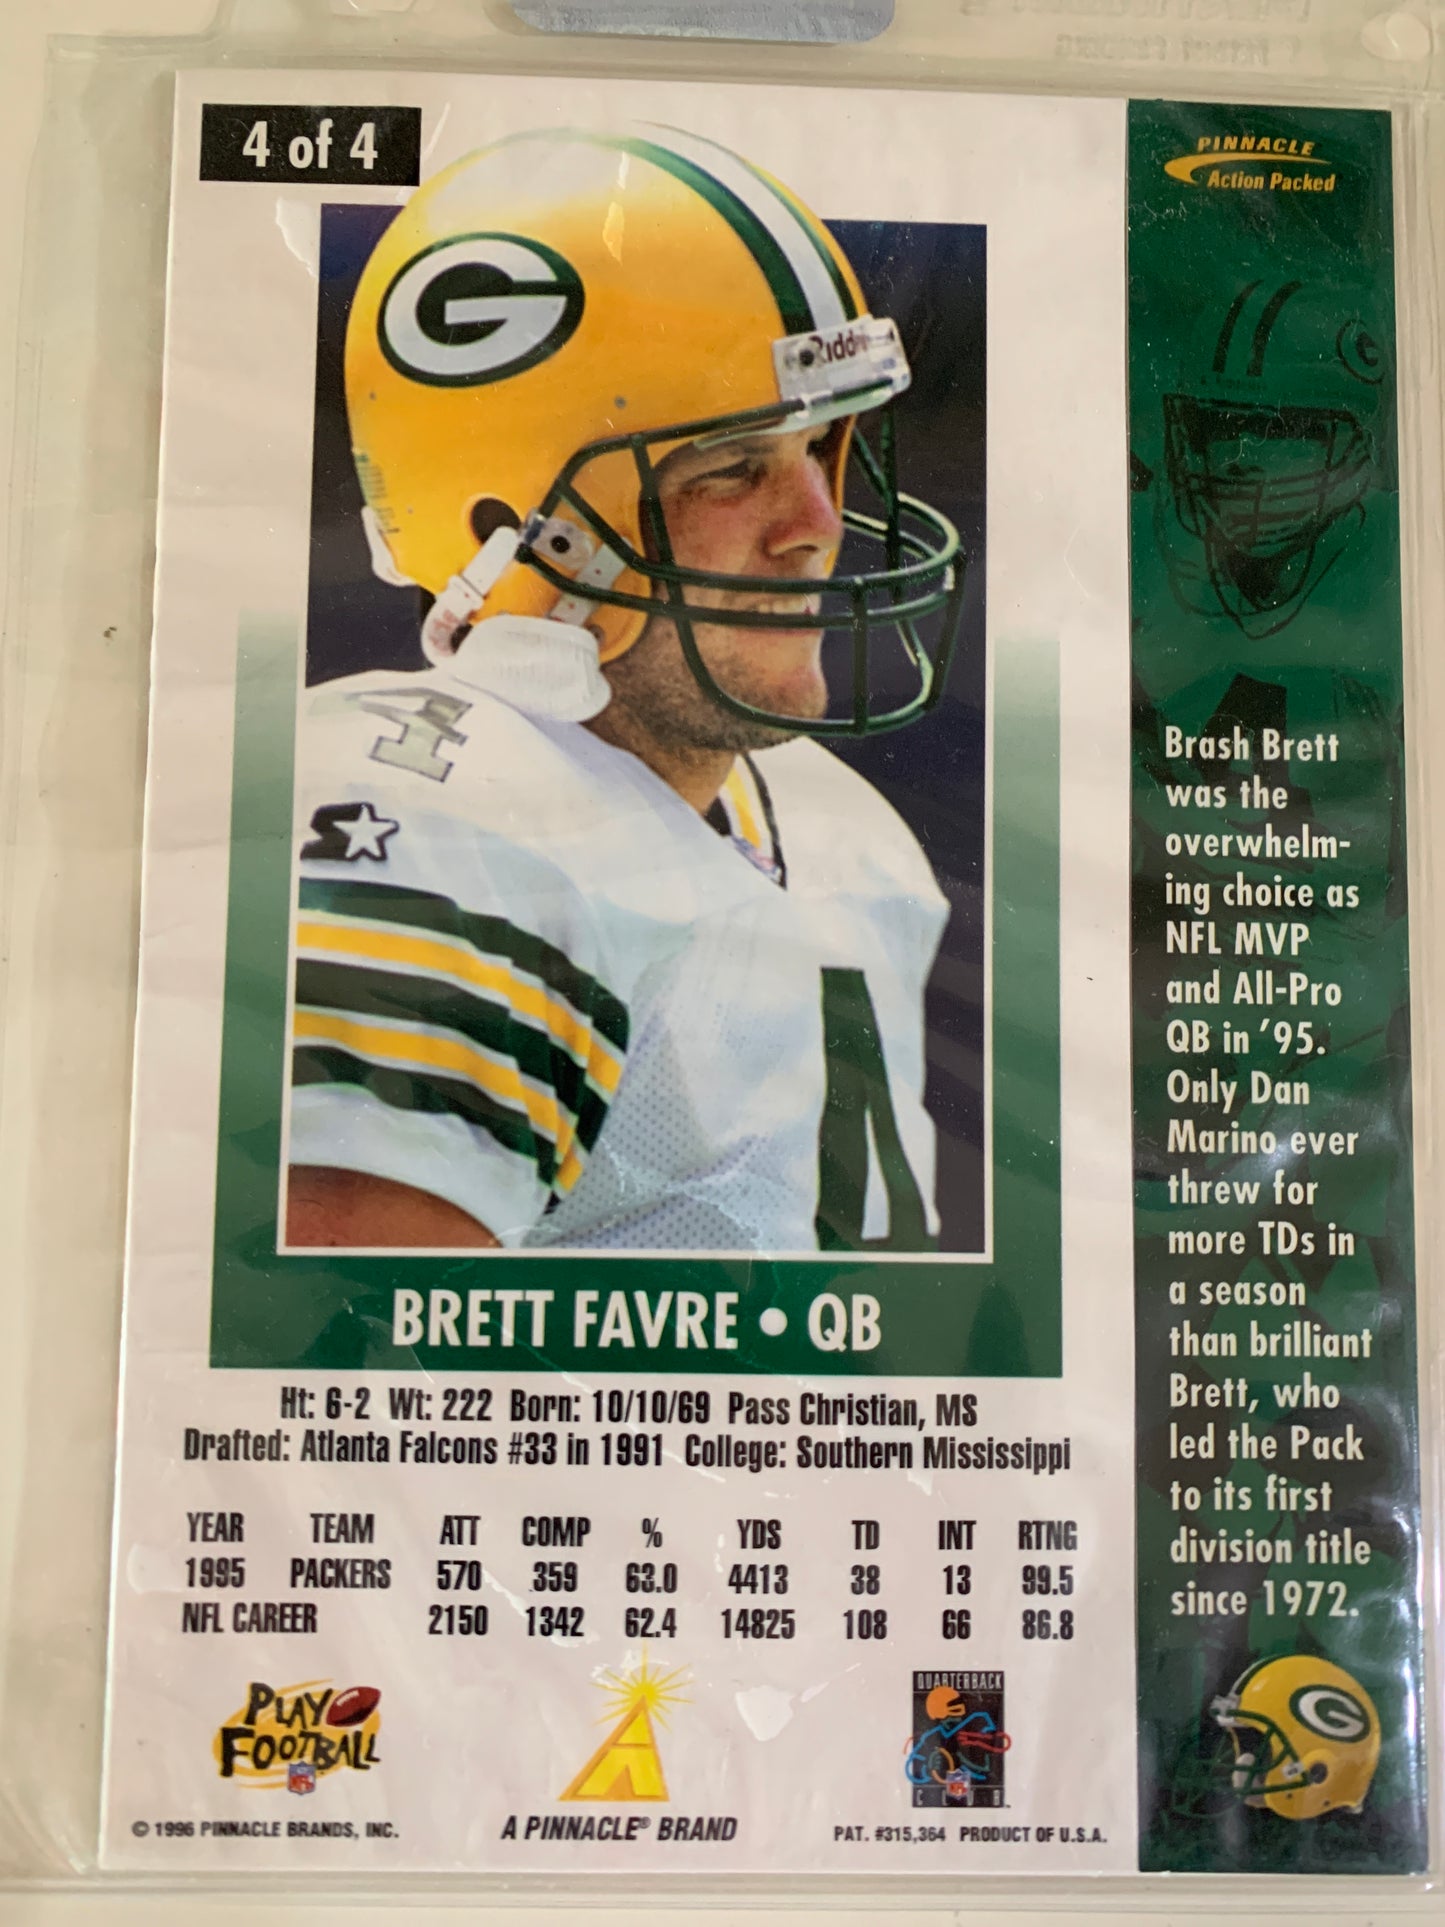 4 of 4
PINNACLE
Action Packed
Riddell
4
BRETT FAVRE • QB
Ht: 6-2 Wt: 222 Born: 10/10/69 Pass Christian, MS
Drafted: Atlanta Falcons #33 in 1991 College: Southern Mississippi
YEAR TEAM ATT COMP % YDS TD INT RTNG
1995 PACKERS 570 359 63.0 4413 38 13 99.5
NFL CAREER 2150 1342 62.4 14825 108 66 86.8
PLAY
FOOTBALL
NFL
© 1996 PINNACLE BRANDS, INC.
A PINNACLE® BRAND
QUARTERBACK
CLUB
PAT. #315,364 PRODUCT OF U.S.A.
Brash Brett
was the
overwhelm-
ing choice as
NFL MVP
and All-Pro
QB in '95.
Only Dan
Marino ever
threw for
more TDs in
a season
than brilliant
Brett, who
led the Pack
to its first
division title
since 1972.
G